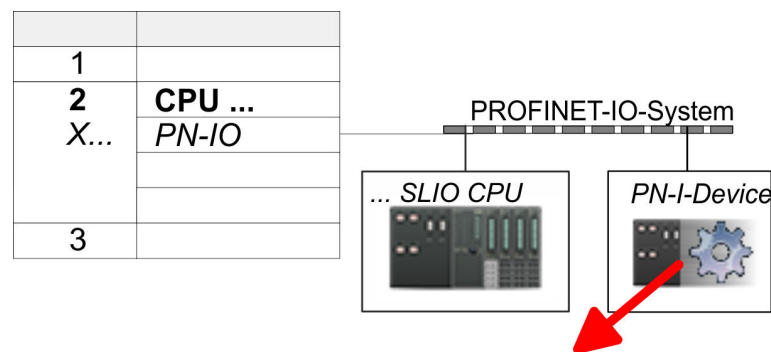 1
2 CPU ...
X... PN-IO
3
PROFINET-IO-System
... SLIO CPU
PN-I-Device